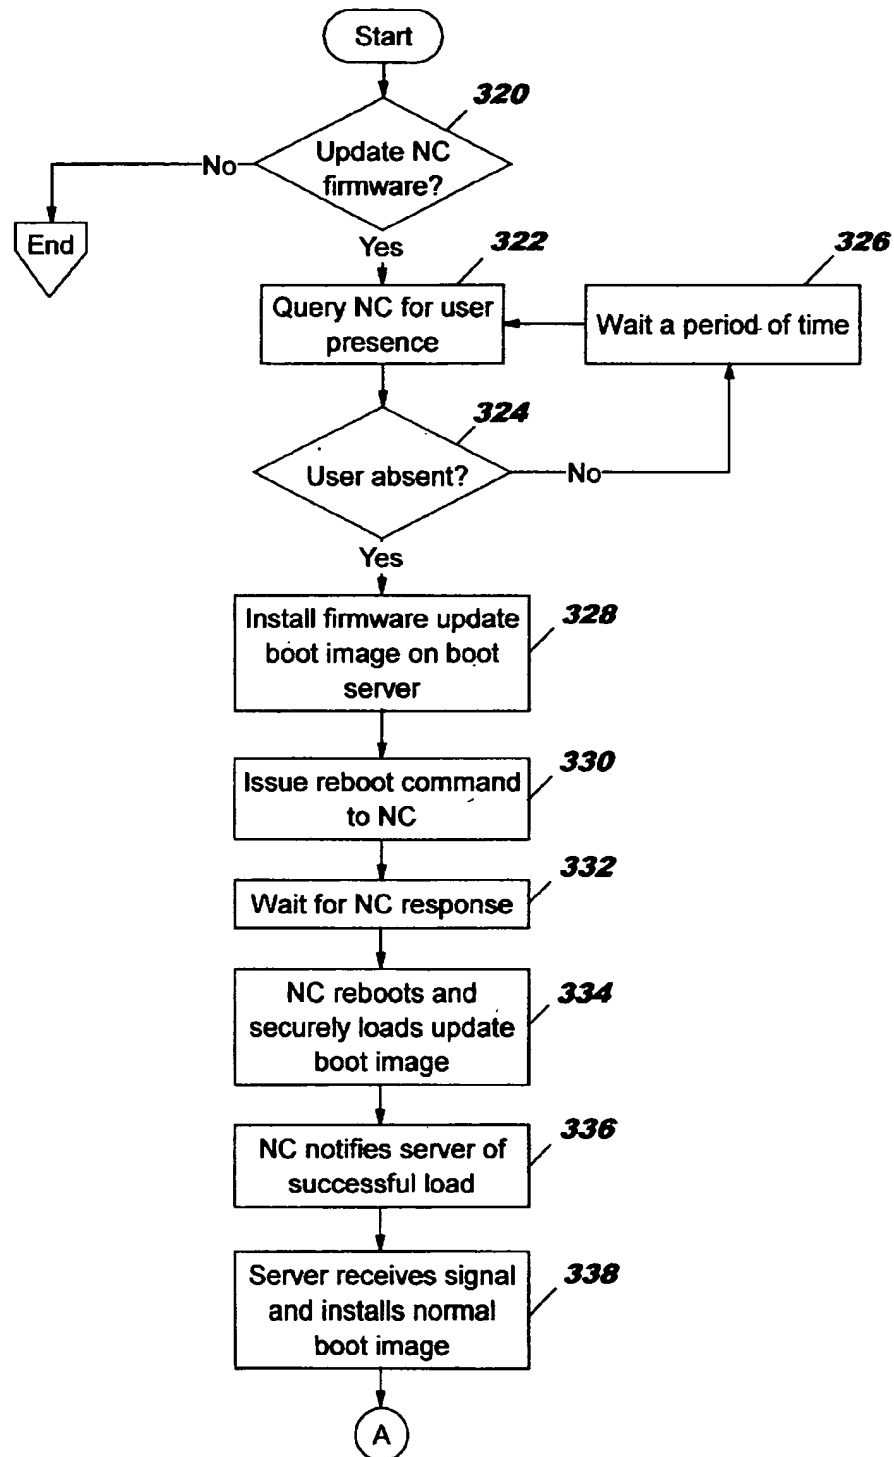 Start
320
Update NC
firmware?
No
End
Yes
322
326
Query NC for user
presence
Wait a period of time
324
User absent?
No
Yes
Install firmware update
boot image on boot
server
328
Issue reboot command
to NC
330
332
Wait for NC response
NC reboots and
securely loads update
boot image
334
NC notifies server of
successful load
336
Server receives signal
and installs normal
boot image
338
A